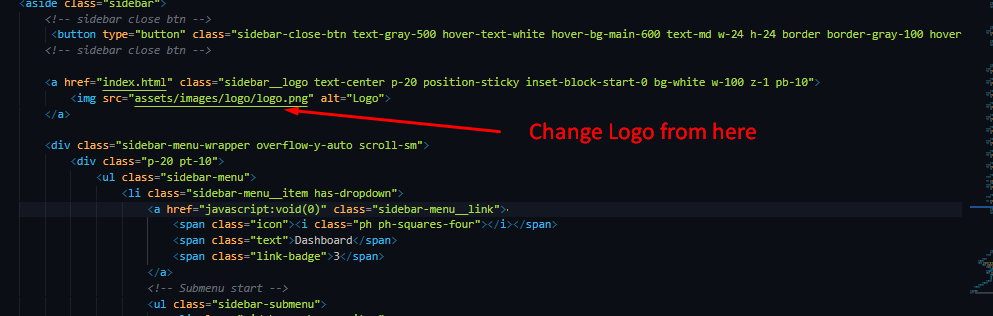 <aside class="sidebar">
<!-- sidebar close btn -->
<button type="button" class="sidebar-close-btn text-gray-500 hover-text-white hover-bg-main-600 text-md w-24 h-24 border border-gray-100 hover
<!-- sidebar close btn -->
<a href="index.html" class="sidebar__logo text-center p-20 position-sticky inset-block-start-0 bg-white w-100 z-1 pb-10">
<img src="assets/images/logo/logo.png" alt="Logo">
</a>
Change Logo from here
<div class="sidebar-menu-wrapper overflow-y-auto scroll-sm">
<div class="p-20 pt-10">
<ul class="sidebar-menu">
<li class="sidebar-menu__item has-dropdown">
<a href="javascript:void(0)" class="sidebar-menu__link">
<span class="icon"><i class="ph ph-squares-four"></i></span>
<span class="text">Dashboard</span>
<span class="link-badge">3</span>
</a>
<!-- Submenu start -->
<ul class="sidebar-submenu">